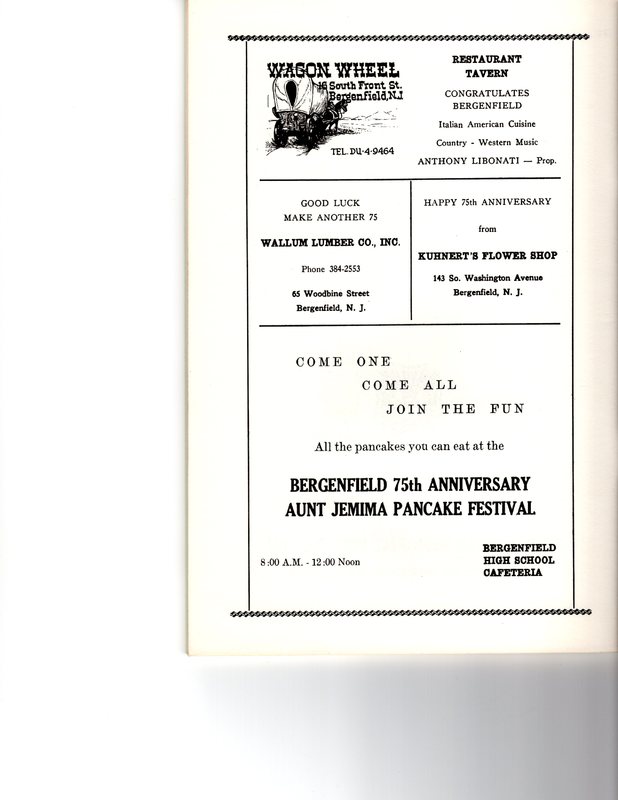 WAGON WHEEL
16 South Front St.
Bergenfield, N.J.
TEL. DU-4-9464
RESTAURANT
TAVERN
CONGRATULATES
BERGENFIELD
Italian American Cuisine
Country - Western Music
ANTHONY LIBONATI — Prop.
GOOD LUCK
MAKE ANOTHER 75
WALLUM LUMBER CO., INC.
Phone 384-2553
65 Woodbine Street
Bergenfield, N. J.
HAPPY 75th ANNIVERSARY
from
KUHNERT'S FLOWER SHOP
143 So. Washington Avenue
Bergenfield, N. J.
COME ONE
COME ALL
JOIN THE FUN
All the pancakes you can eat at the
BERGENFIELD 75th ANNIVERSARY
AUNT JEMIMA PANCAKE FESTIVAL
8:00 A.M. - 12:00 Noon
BERGENFIELD
HIGH SCHOOL
CAFETERIA